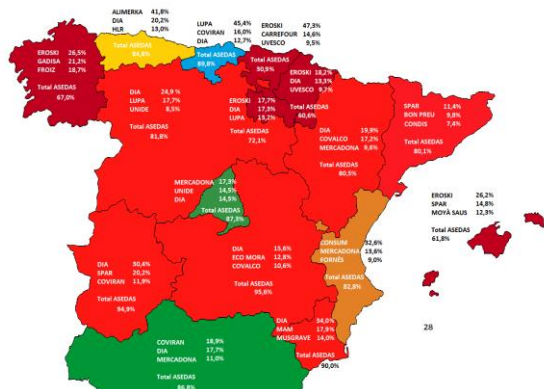 ALIMERKA 41,8%
DIA 20,2%
HLR 13,0%
Total ASEDAS
84,8%
LUPA 45,4%
COVIRAN 16,0%
DIA 12,7%
Total ASEDAS
89,8%
EROSKI 47,3%
CARREFOUR 14,6%
UVESCO 9,5%
Total ASEDAS
30,9%
EROSKI 26,5%
GADISA 21,2%
FROIZ 18,7%
Total ASEDAS
67,0%
DIA 24,9 %
LUPA 17,7%
UNIDE 8,5%
Total ASEDAS
81,8%
EROSKI 17,7%
DIA 17,3%
LUPA 13,2%
Total ASEDAS
72,1%
EROSKI 18,2%
DIA 13,3%
UVESCO 9,7%
Total ASEDAS
60,6%
DIA 19,9%
COVALCO 17,2%
MERCADONA 9,6%
Total ASEDAS
80,3%
SPAR 11,4%
BON PREU 9,8%
CONDIS 7,4%
Total ASEDAS
80,1%
MERCADONA 17,3%
UNIDE 14,5%
DIA 14,5%
Total ASEDAS
87,3%
EROSKI 26,2%
SPAR 14,8%
MOYÀ SAUS 12,3%
Total ASEDAS
61,8%
DIA 30,4%
SPAR 20,2%
COVIRAN 11,9%
Total ASEDAS
94,9%
DIA 15,6%
ECO MORA 12,8%
COVALCO 10,6%
Total ASEDAS
95,8%
CONSUM 32,6%
MERCADONA 13,6%
FORNÉS 9,0%
Total ASEDAS
82,8%
DIA 34,0%
MAM 17,9%
MUSGRAVE 14,0%
Total ASEDAS
90,0%
COVIRAN 18,9%
DIA 17,7%
MERCADONA 11,0%
Total ASEDAS
86,8%
28